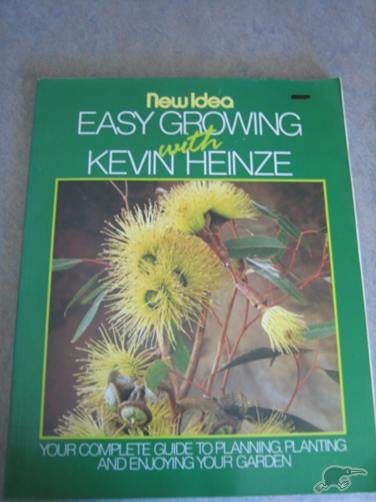 New Idea
EASY GROWING
with
KEVIN HEINZE
YOUR COMPLETE GUIDE TO PLANNING, PLANTING
AND ENJOYING YOUR GARDEN